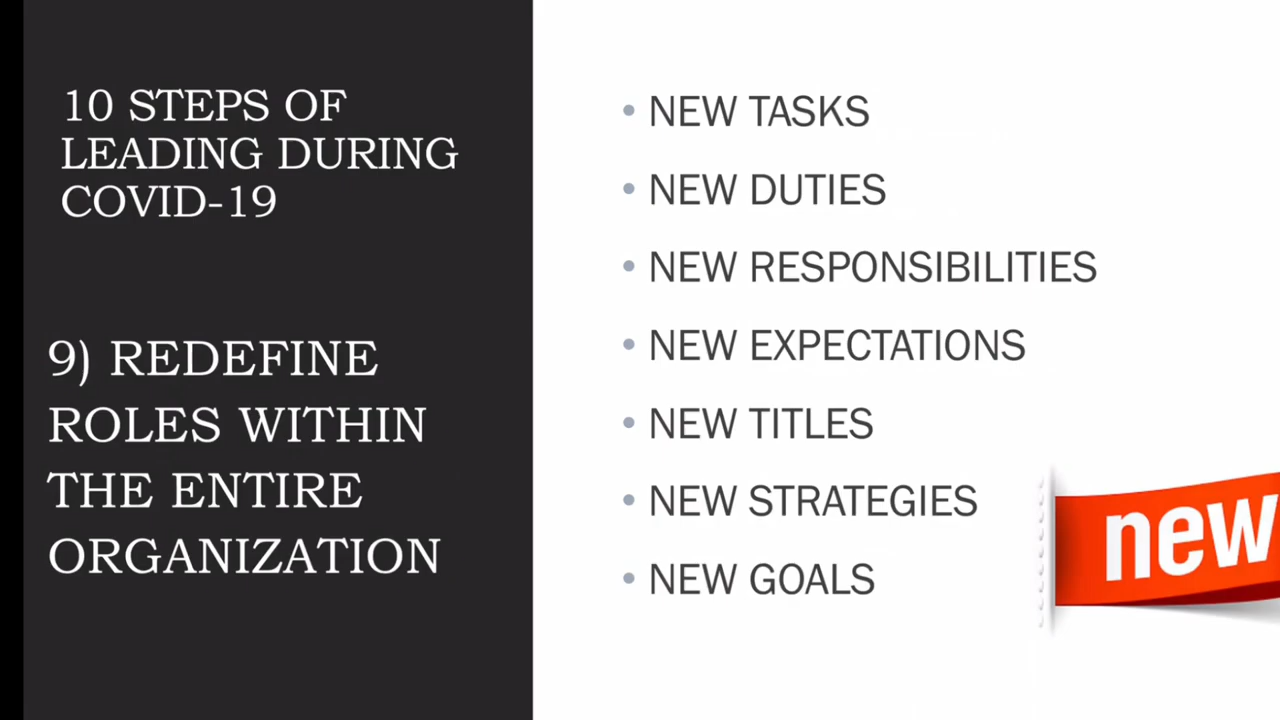 10 STEPS OF
LEADING DURING
COVID-19
9) REDEFINE
ROLES WITHIN
THE ENTIRE
ORGANIZATION
• NEW TASKS
• NEW DUTIES
• NEW RESPONSIBILITIES
• NEW EXPECTATIONS
• NEW TITLES
• NEW STRATEGIES
• NEW GOALS
new